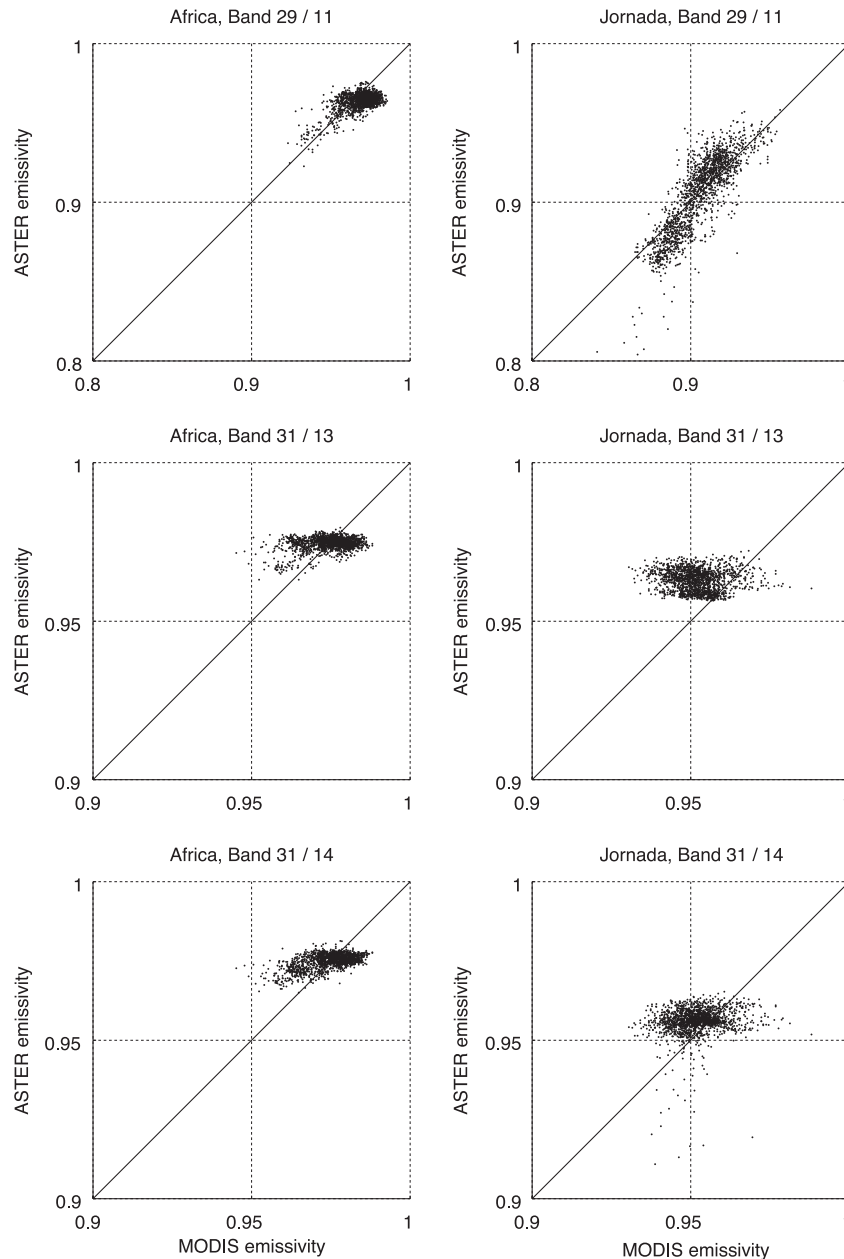 Africa, Band 29 / 11
1
ASTER emissivity
0.9
0.8
0.8 0.9 1
Jornada, Band 29 / 11
1
ASTER emissivity
0.9
0.8
0.8 0.9 1
Africa, Band 31 / 13
1
ASTER emissivity
0.95
0.9
0.9 0.95 1
Jornada, Band 31 / 13
1
ASTER emissivity
0.95
0.9
0.9 0.95 1
Africa, Band 31 / 14
1
ASTER emissivity
0.95
0.9
0.9 0.95 1
MODIS emissivity
Jornada, Band 31 / 14
1
ASTER emissivity
0.95
0.9
0.9 0.95 1
MODIS emissivity